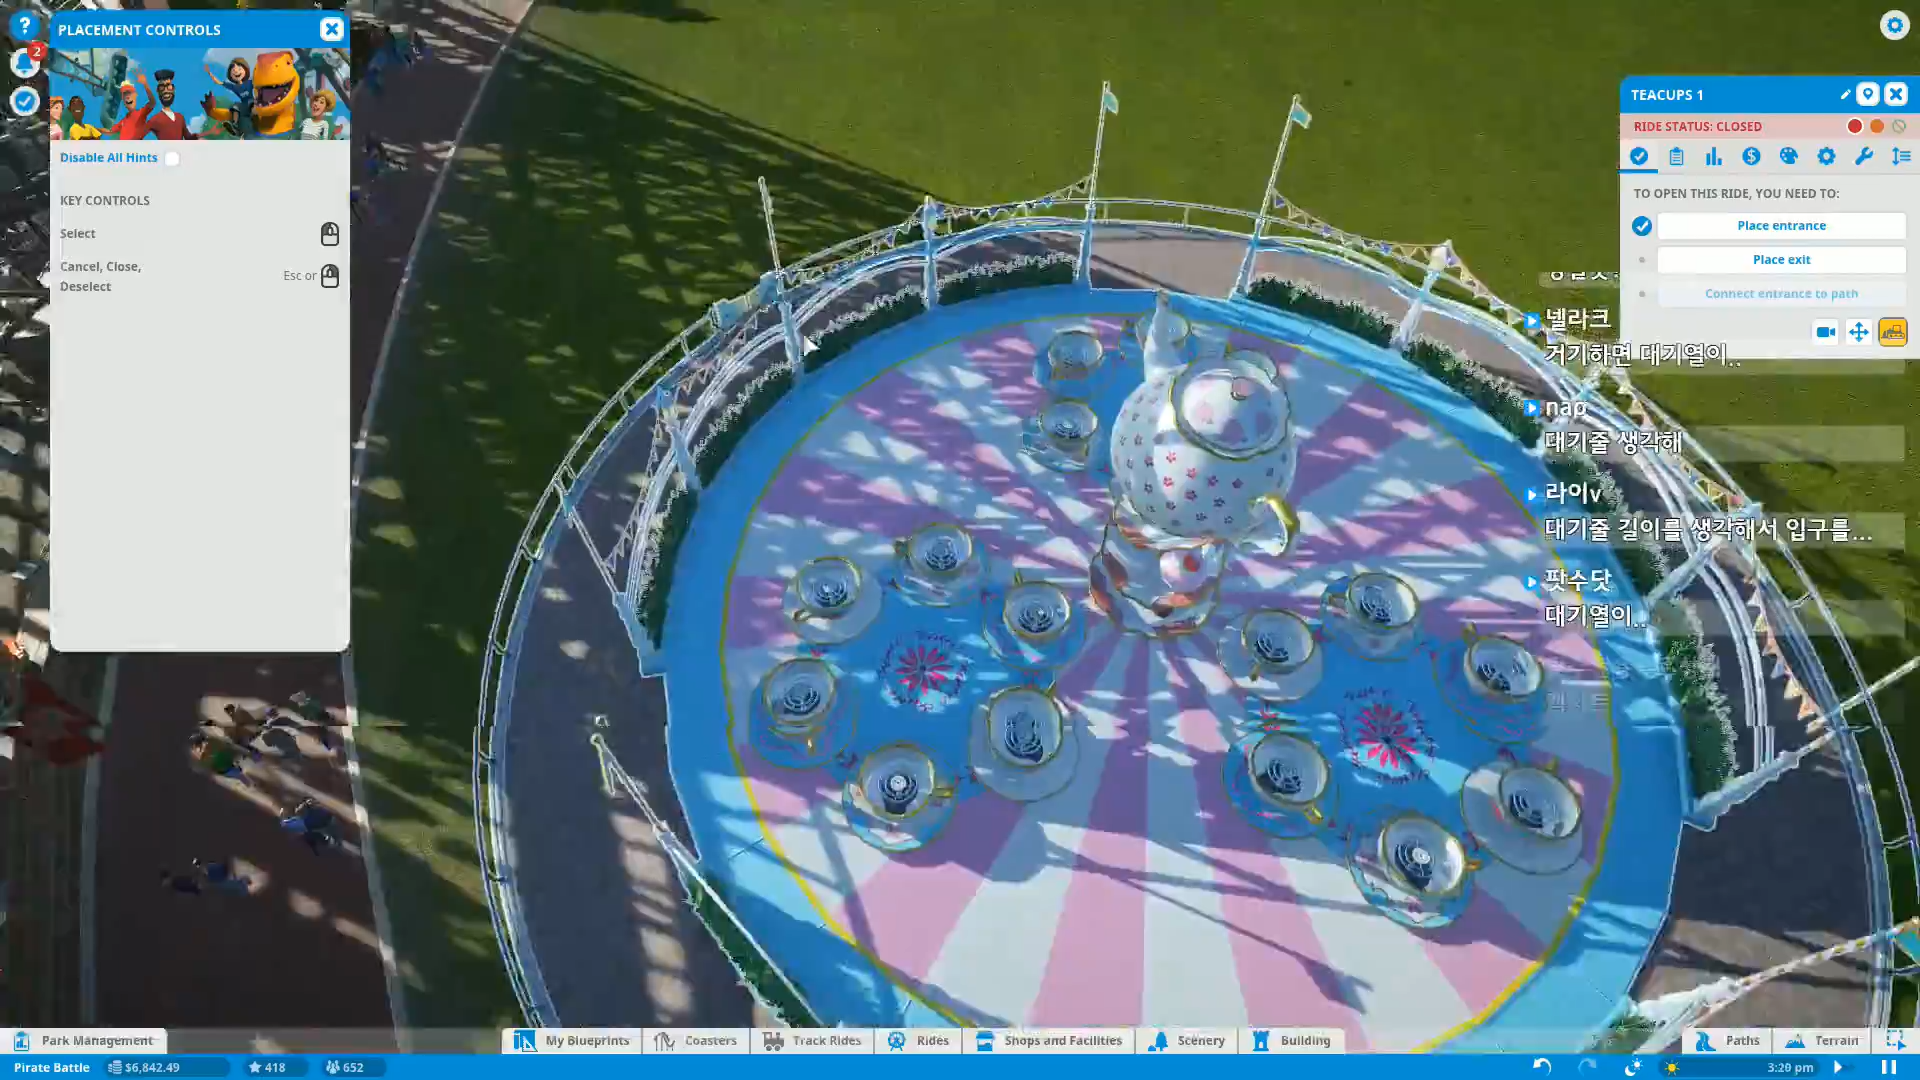 PLACEMENT CONTROLS
2
Disable All Hints
KEY CONTROLS
Select
Cancel, Close,
Deselect
Esc or
TEACUPS 1
RIDE STATUS: CLOSED
TO OPEN THIS RIDE, YOU NEED TO:
Place entrance
Place exit
Connect entrance to path
넬라크
거기하면 대기열이..
nap
대기줄 생각해
라이v
대기줄 길이를 생각해서 입구를...
팟수닷
대기열이..
Park Management
My Blueprints
Coasters
Track Rides
Rides
Shops and Facilities
Scenery
Building
Paths
Terrain
Pirate Battle
$6,842.49
418
652
3:20 pm